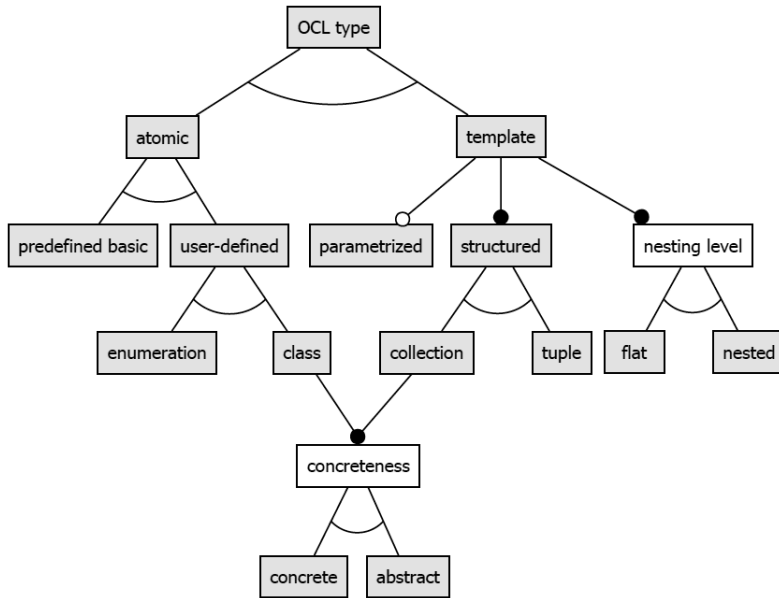 OCL type
atomic
template
predefined basic
user-defined
parametrized
structured
nesting level
enumeration
class
collection
tuple
flat
nested
concreteness
concrete
abstract